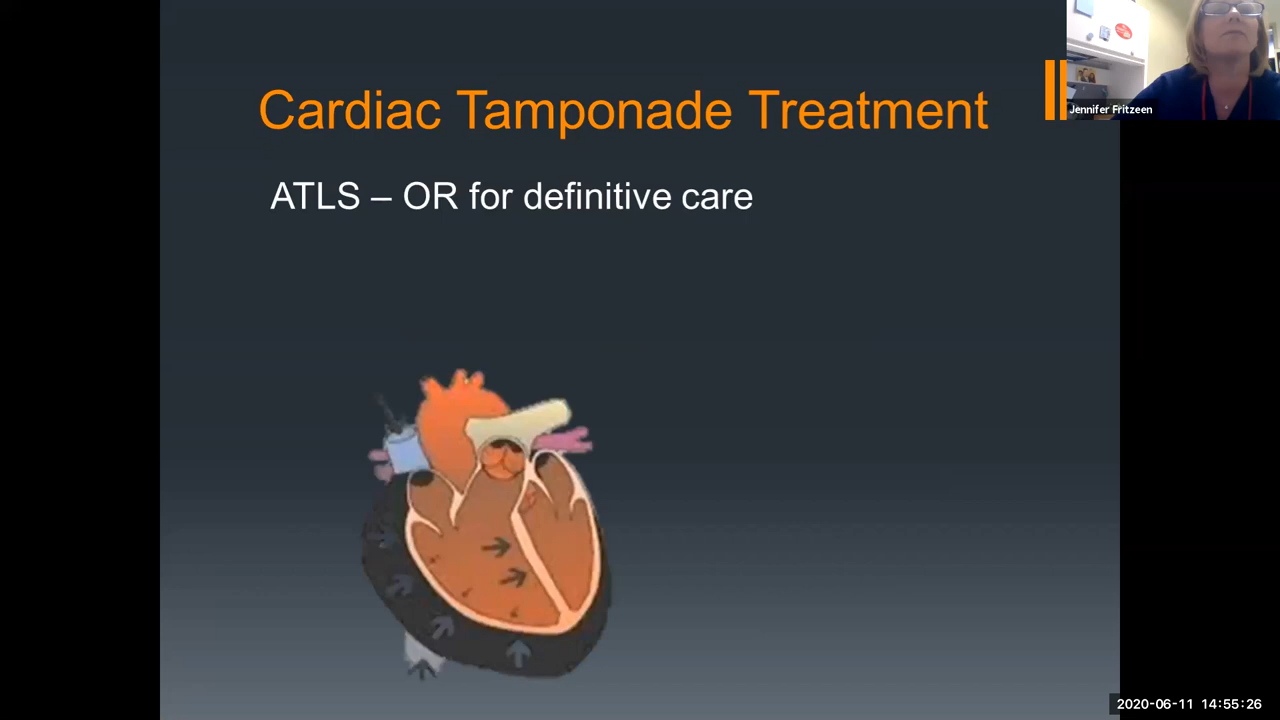 Cardiac Tamponade Treatment
ATLS – OR for definitive care
Jennifer Fritzeen
2020-06-11 14:55:26